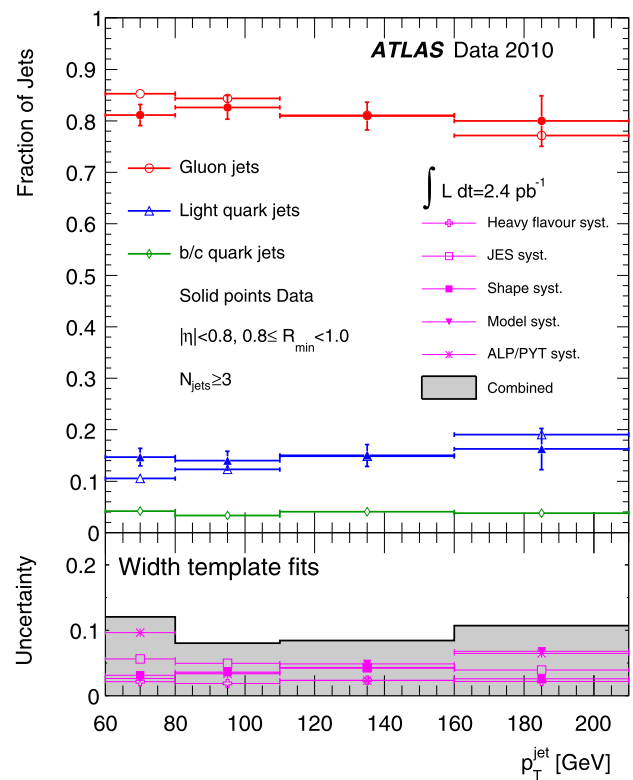 ATLAS Data 2010
Fraction of Jets
1
0.9
0.8
0.7
0.6
0.5
0.4
0.3
0.2
0.1
0
Gluon jets
Light quark jets
b/c quark jets
Solid points Data
|η|<0.8, 0.8≤ R_min<1.0
N_jets≥3
∫ L dt=2.4 pb⁻¹
Heavy flavour syst.
JES syst.
Shape syst.
Model syst.
ALP/PYT syst.
Combined
Width template fits
Uncertainty
0.2
0.1
0
60 80 100 120 140 160 180 200
p_T^jet [GeV]